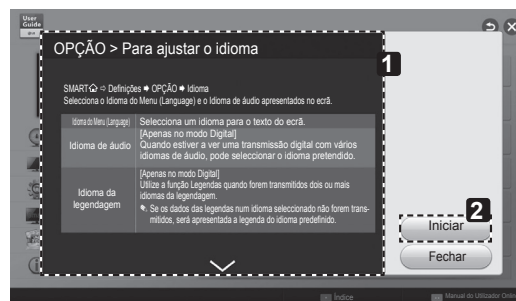 User
Guide
OPÇÃO > Para ajustar o idioma
1
SMART ⇨ Definições ➧ OPÇÃO ➧ Idioma
Selecciona o Idioma do Menu (Language) e o Idioma de áudio apresentados no ecrã.
Idioma do Menu (Language) Selecciona um idioma para o texto do ecrã.
Idioma de áudio
[Apenas no modo Digital]
Quando estiver a ver uma transmissão digital com vários
idiomas de áudio, pode seleccionar o idioma pretendido.
Idioma da
legendagem
[Apenas no modo Digital]
Utilize a função Legendas quando forem transmitidos dois ou mais
idiomas da legendagem.
Se os dados das legendas num idioma seleccionado não forem trans-
mitidos, será apresentada a legenda do idioma predefinido.
2
Iniciar
Fechar
Índice
Manual do Utilizador Onlin